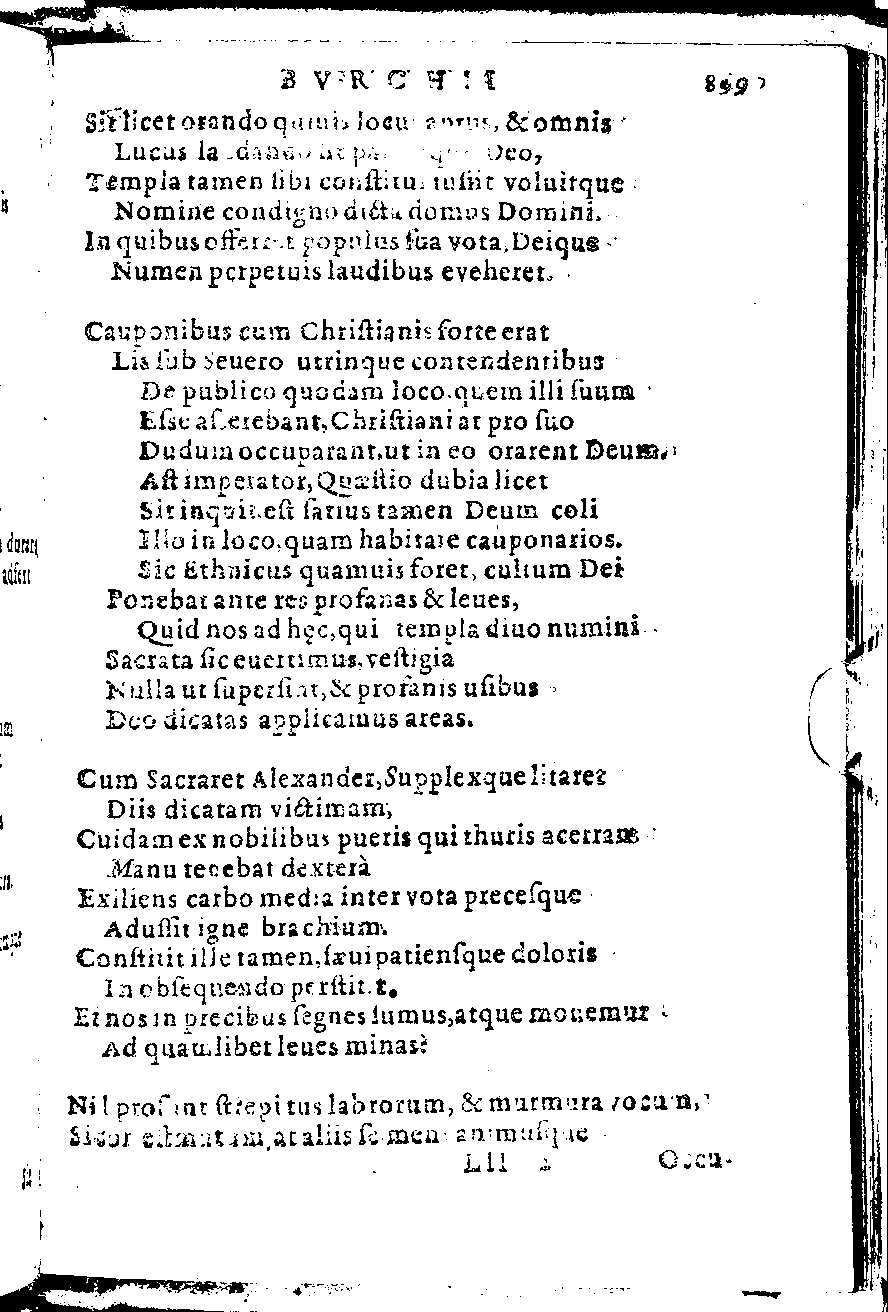 BVRCHII 899
Sit licet orando quiuis locus aptus, & omnis
Lucus Deo,
Templa tamen sibi constitui iussit voluitque
Nomine condigno dicta domus Domini.
In quibus offerret populus sua vota, Deique
Numen perpetuis laudibus eveheret.
Cauponibus cum Christianis forte erat
Lis sub Seuero utrinque contendentibus
De publico quodam loco, quem illi suum
Esse asserebant, Christiani at pro suo
Dudum occuparant, ut in eo orarent Deum.
Ast imperator, Quæstio dubia licet
Sit inquit, est satius tamen Deum coli
Illo in loco, quam habitare cauponarios.
Sic Ethnicus quamuis foret, cultum Dei
Ponebat ante res profanas & leues,
Quid nos ad hęc, qui templa diuo numini
Sacrata sic euertimus, vestigia
Nulla ut supersint, & profanis usibus
Deo dicatas applicamus areas.
Cum Sacraret Alexander, Supplexque litaret
Diis dicatam victimam,
Cuidam ex nobilibus pueris qui thuris acerram
Manu tenebat dexterà
Exiliens carbo media inter vota precesque
Adussit igne brachium.
Constitit ille tamen, sæui patiensque doloris
In obsequendo perstitit.
Et nos in precibus segnes sumus, atque mouemur
Ad quamlibet leues minas?
Nil prosunt strepitus labrorum, & murmura vocum,
Si cor est mutum, at aliis se mens animusque
Lll 2 Occu-